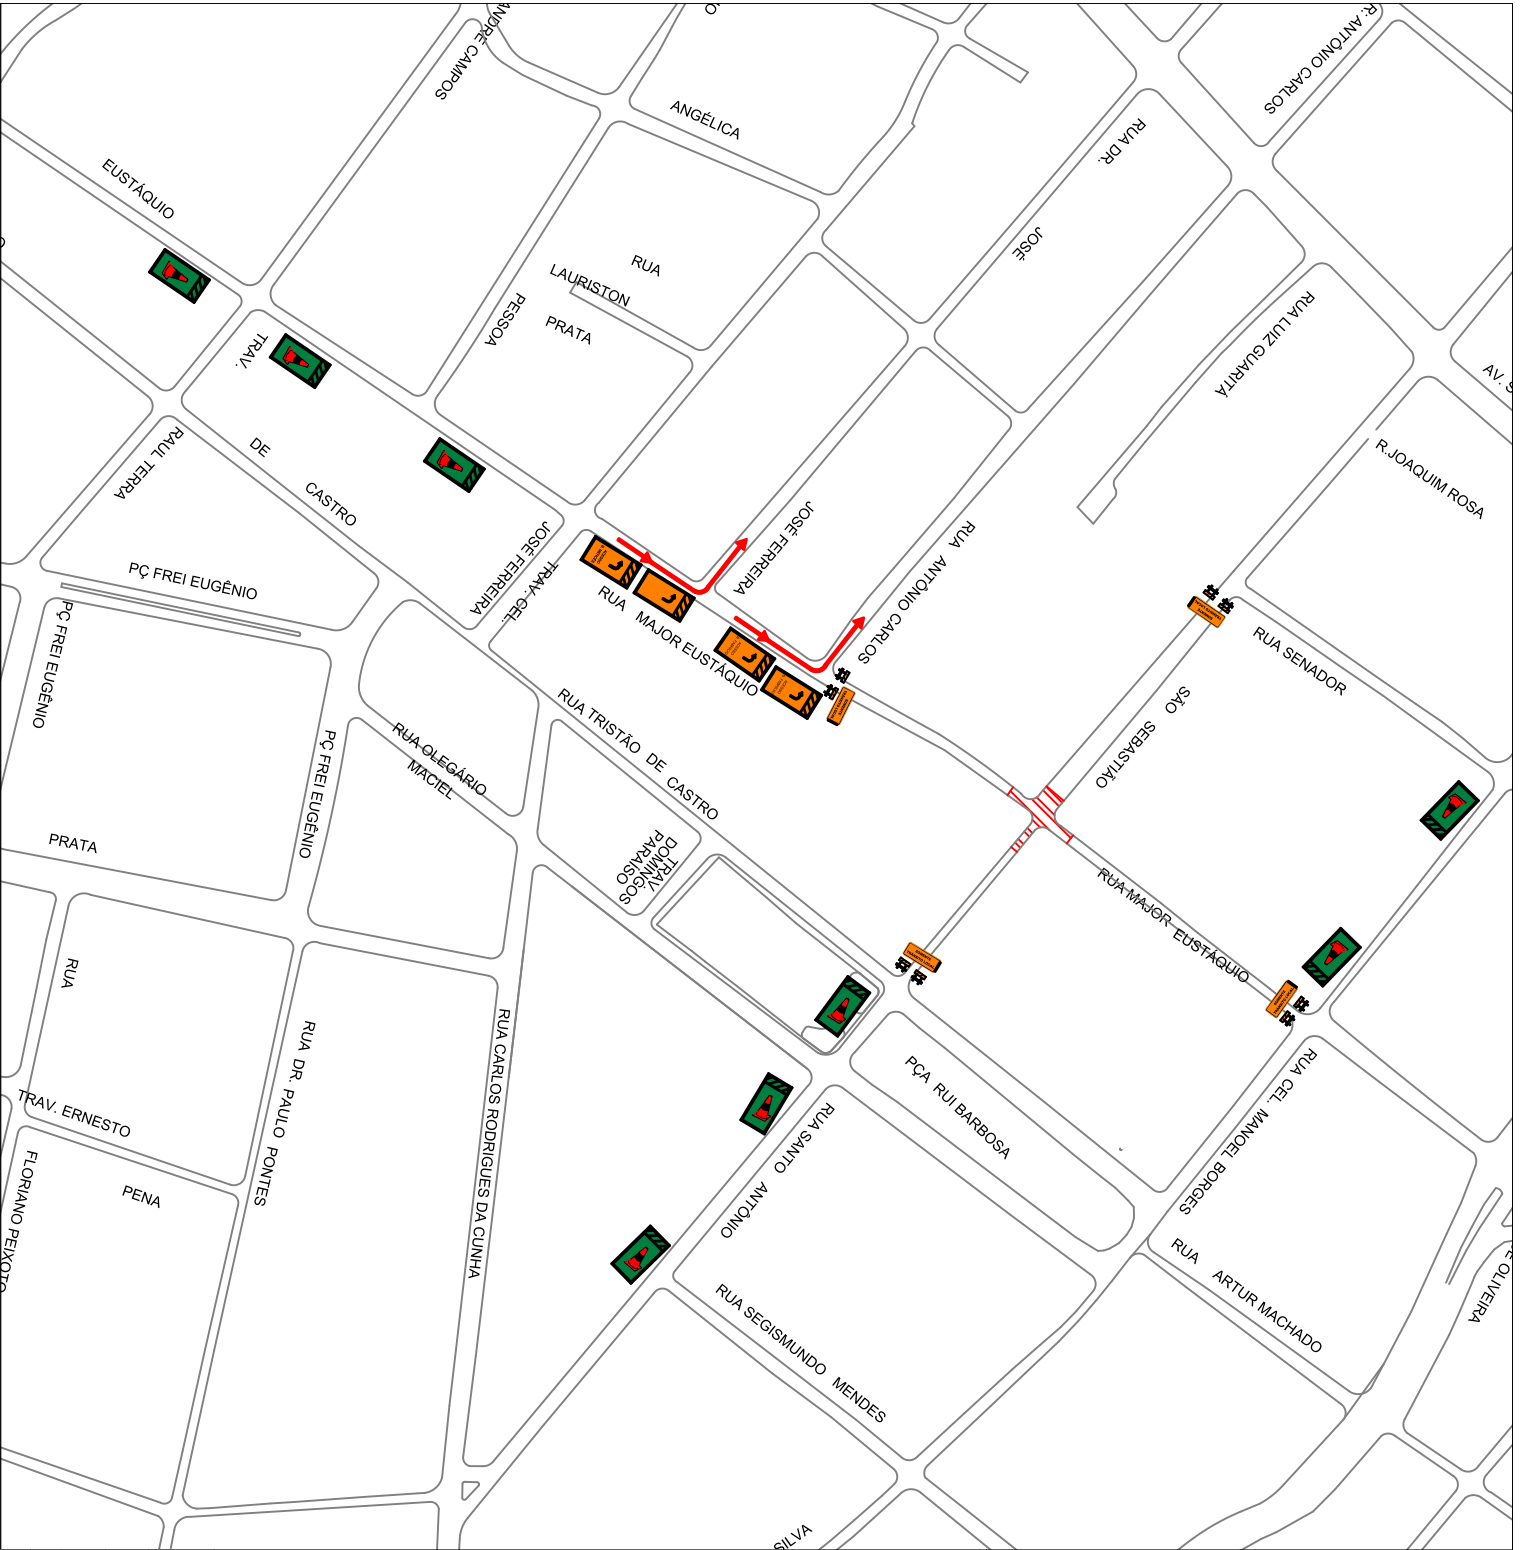 ANDRÉ CAMPOS
R. ANTÔNIO CARLOS
ANGÉLICA
RUA DR.
EUSTÁQUIO
JOSÉ
RUA
LAURISTON
PRATA
PESSOA
RUA LUIZ GUARITÁ
TRAV.
RAUL TERRA
DE
CASTRO
R.JOAQUIM ROSA
AV. S
JOSÉ FERREIRA
TRAV. CEL.
JOSÉ FERREIRA
RUA ANTÔNIO CARLOS
PÇ FREI EUGÊNIO
PÇ FREI EUGÊNIO
PÇ FREI EUGÊNIO
RUA MAJOR EUSTÁQUIO
RUA SENADOR
SÃO SEBASTIÃO
RUA TRISTÃO DE CASTRO
RUA OLEGÁRIO
MACIEL
PRATA
TRAV.
DOMINGOS
PARAISO
RUA MAJOR EUSTÁQUIO
RUA
RUA DR. PAULO PONTES
RUA CARLOS RODRIGUES DA CUNHA
TRAV. ERNESTO
PENA
FLORIANO PEIXOTO
PÇA RUI BARBOSA
RUA SANTO ANTÔNIO
RUA CEL. MANOEL BORGES
RUA ARTUR MACHADO
E OLIVEIRA
RUA SEGISMUNDO MENDES
SILVA